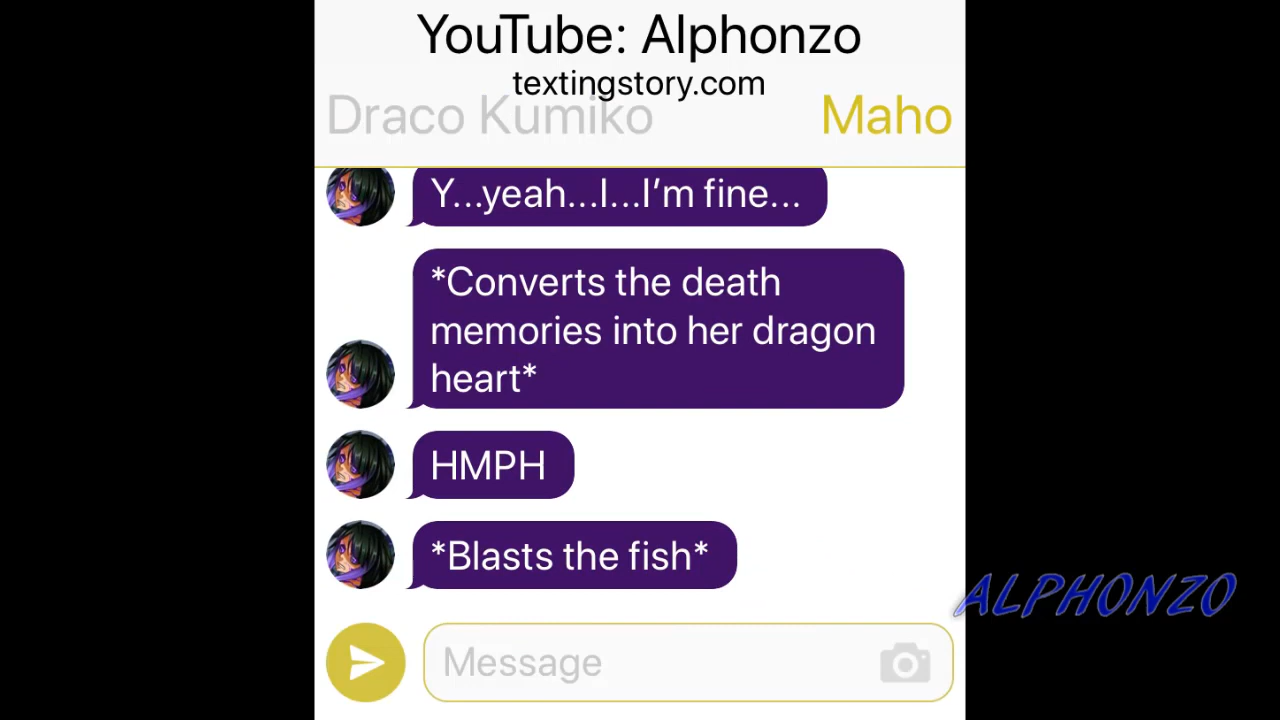 YouTube: Alphonzo
textingstory.com
Draco Kumiko
Maho
Y...yeah...I...I’m fine...
*Converts the death
memories into her dragon
heart*
HMPH
*Blasts the fish*
ALPHONZO
Message